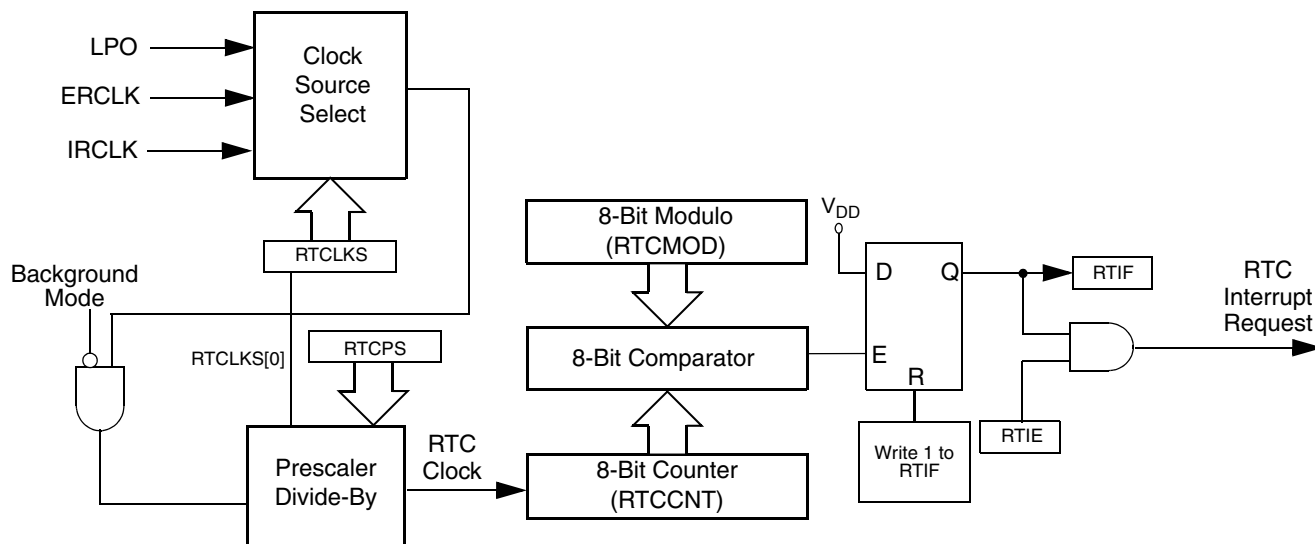 LPO
ERCLK
IRCLK
Clock
Source
Select
RTCLKS
Background
Mode
RTCLKS[0]
RTCPS
Prescaler
Divide-By
RTC
Clock
8-Bit Modulo
(RTCMOD)
8-Bit Comparator
8-Bit Counter
(RTCCNT)
VDD
D
Q
E
R
Write 1 to
RTIF
RTIF
RTIE
RTC
Interrupt
Request